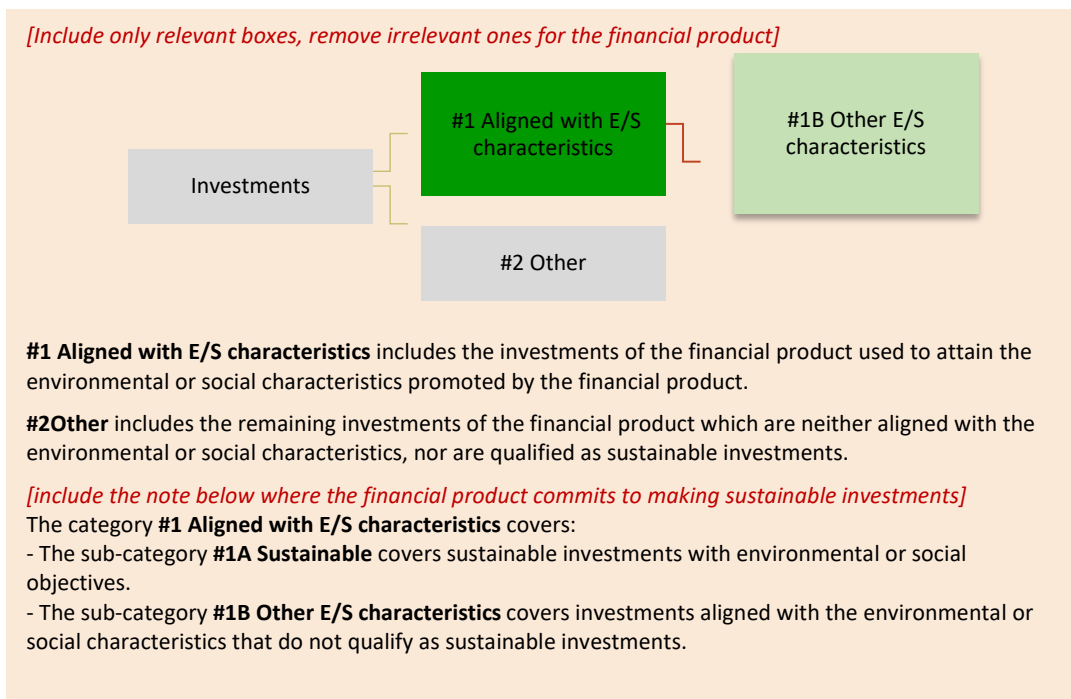 [Include only relevant boxes, remove irrelevant ones for the financial product]
#1 Aligned with E/S
characteristics
#1B Other E/S
characteristics
Investments
#2 Other
#1 Aligned with E/S characteristics includes the investments of the financial product used to attain the
environmental or social characteristics promoted by the financial product.
#2Other includes the remaining investments of the financial product which are neither aligned with the
environmental or social characteristics, nor are qualified as sustainable investments.
[include the note below where the financial product commits to making sustainable investments]
The category #1 Aligned with E/S characteristics covers:
- The sub-category #1A Sustainable covers sustainable investments with environmental or social
objectives.
- The sub-category #1B Other E/S characteristics covers investments aligned with the environmental or
social characteristics that do not qualify as sustainable investments.